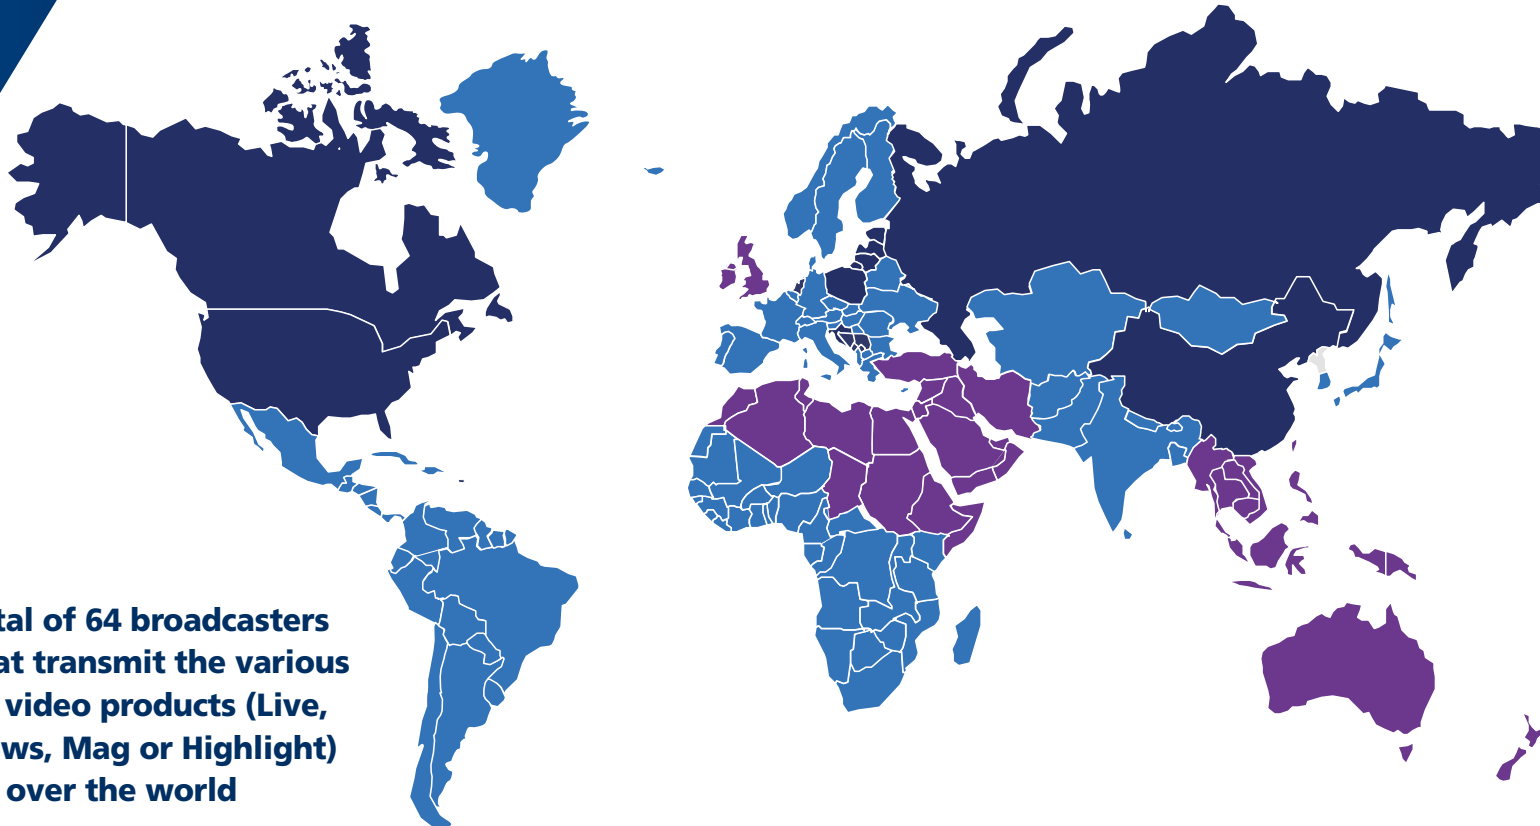 tal of 64 broadcasters
at transmit the various
video products (Live,
ws, Mag or Highlight)
over the world